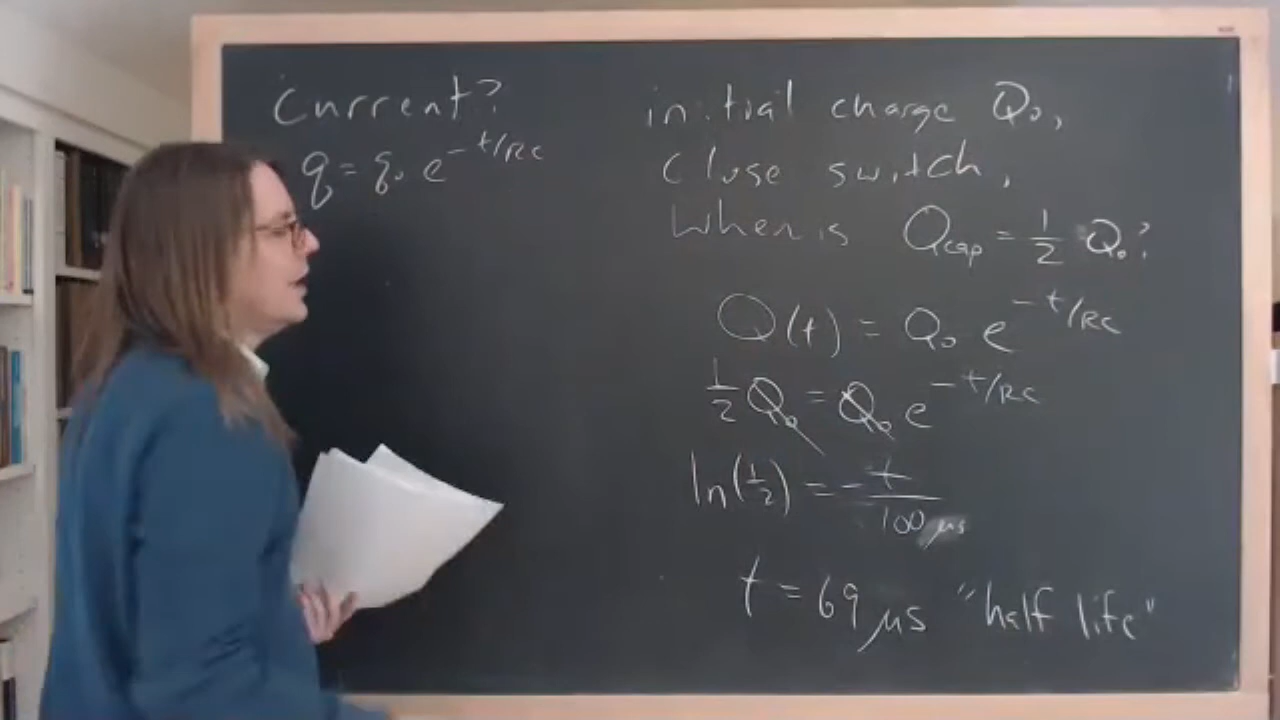 Current?
q = q₀ e^{-t/RC}
initial charge Q₀,
Close switch,
When is Q_cap = 1/2 Q₀?
Q(t) = Q₀ e^{-t/RC}
1/2 Q₀ = Q₀ e^{-t/RC}
ln(1/2) = -t/100 μs
t = 69 μs "half life"